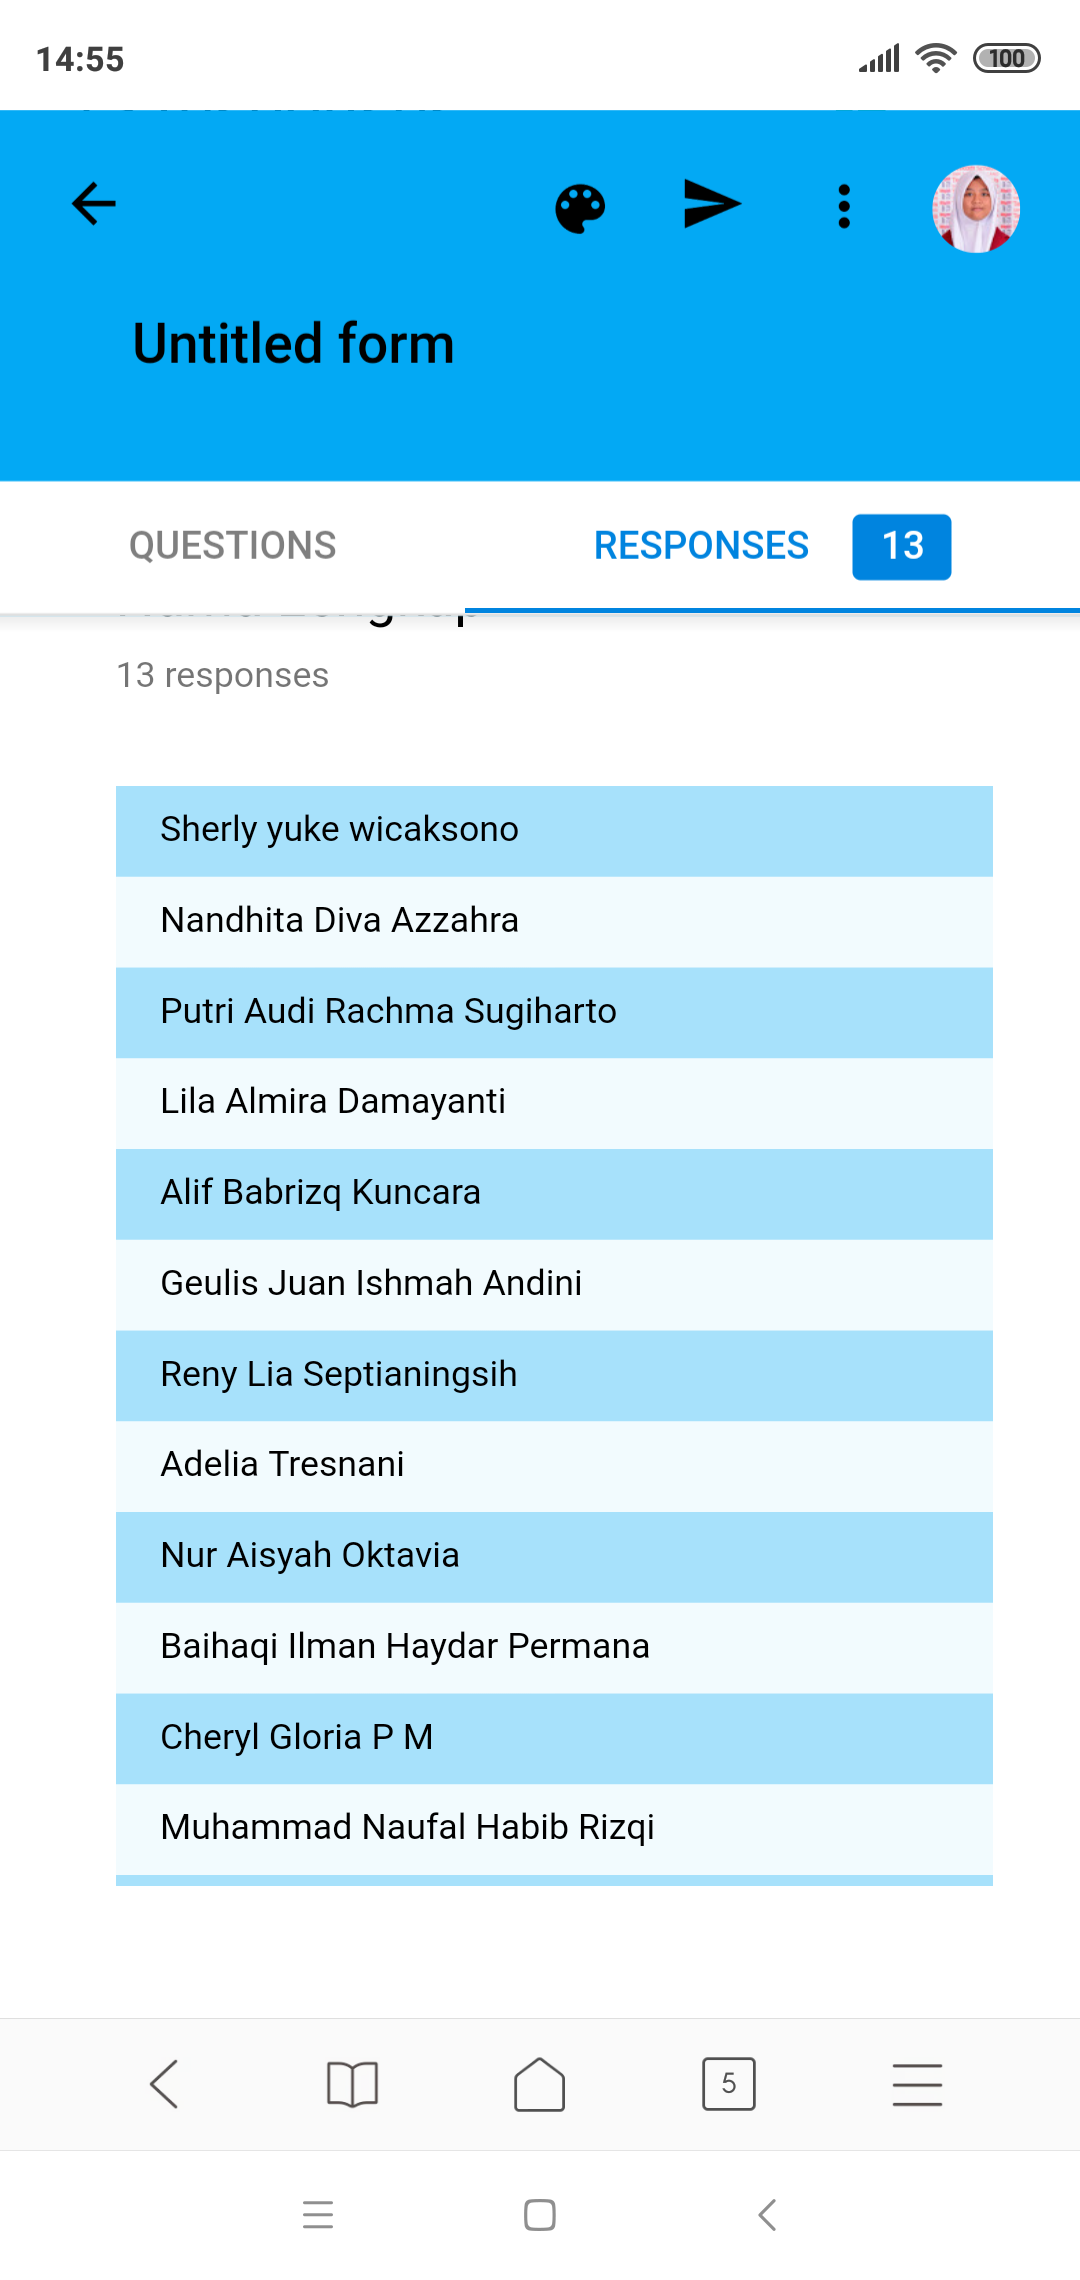 14:55
100
Untitled form
QUESTIONS
RESPONSES 13
13 responses
Sherly yuke wicaksono
Nandhita Diva Azzahra
Putri Audi Rachma Sugiharto
Lila Almira Damayanti
Alif Babrizq Kuncara
Geulis Juan Ishmah Andini
Reny Lia Septianingsih
Adelia Tresnani
Nur Aisyah Oktavia
Baihaqi Ilman Haydar Permana
Cheryl Gloria P M
Muhammad Naufal Habib Rizqi
5